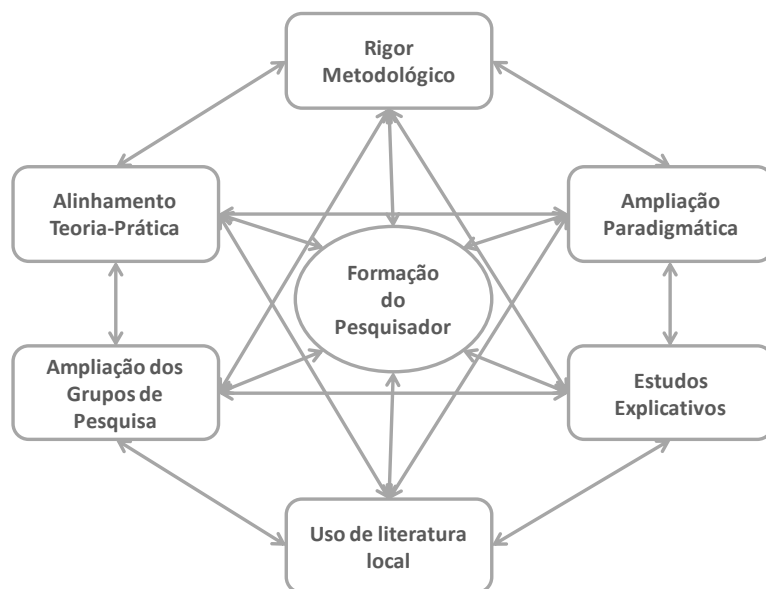 Rigor
Metodológico
Alinhamento
Teoria-Prática
Ampliação
Paradigmática
Formação
do
Pesquisador
Ampliação dos
Grupos de
Pesquisa
Estudos
Explicativos
Uso de literatura
local